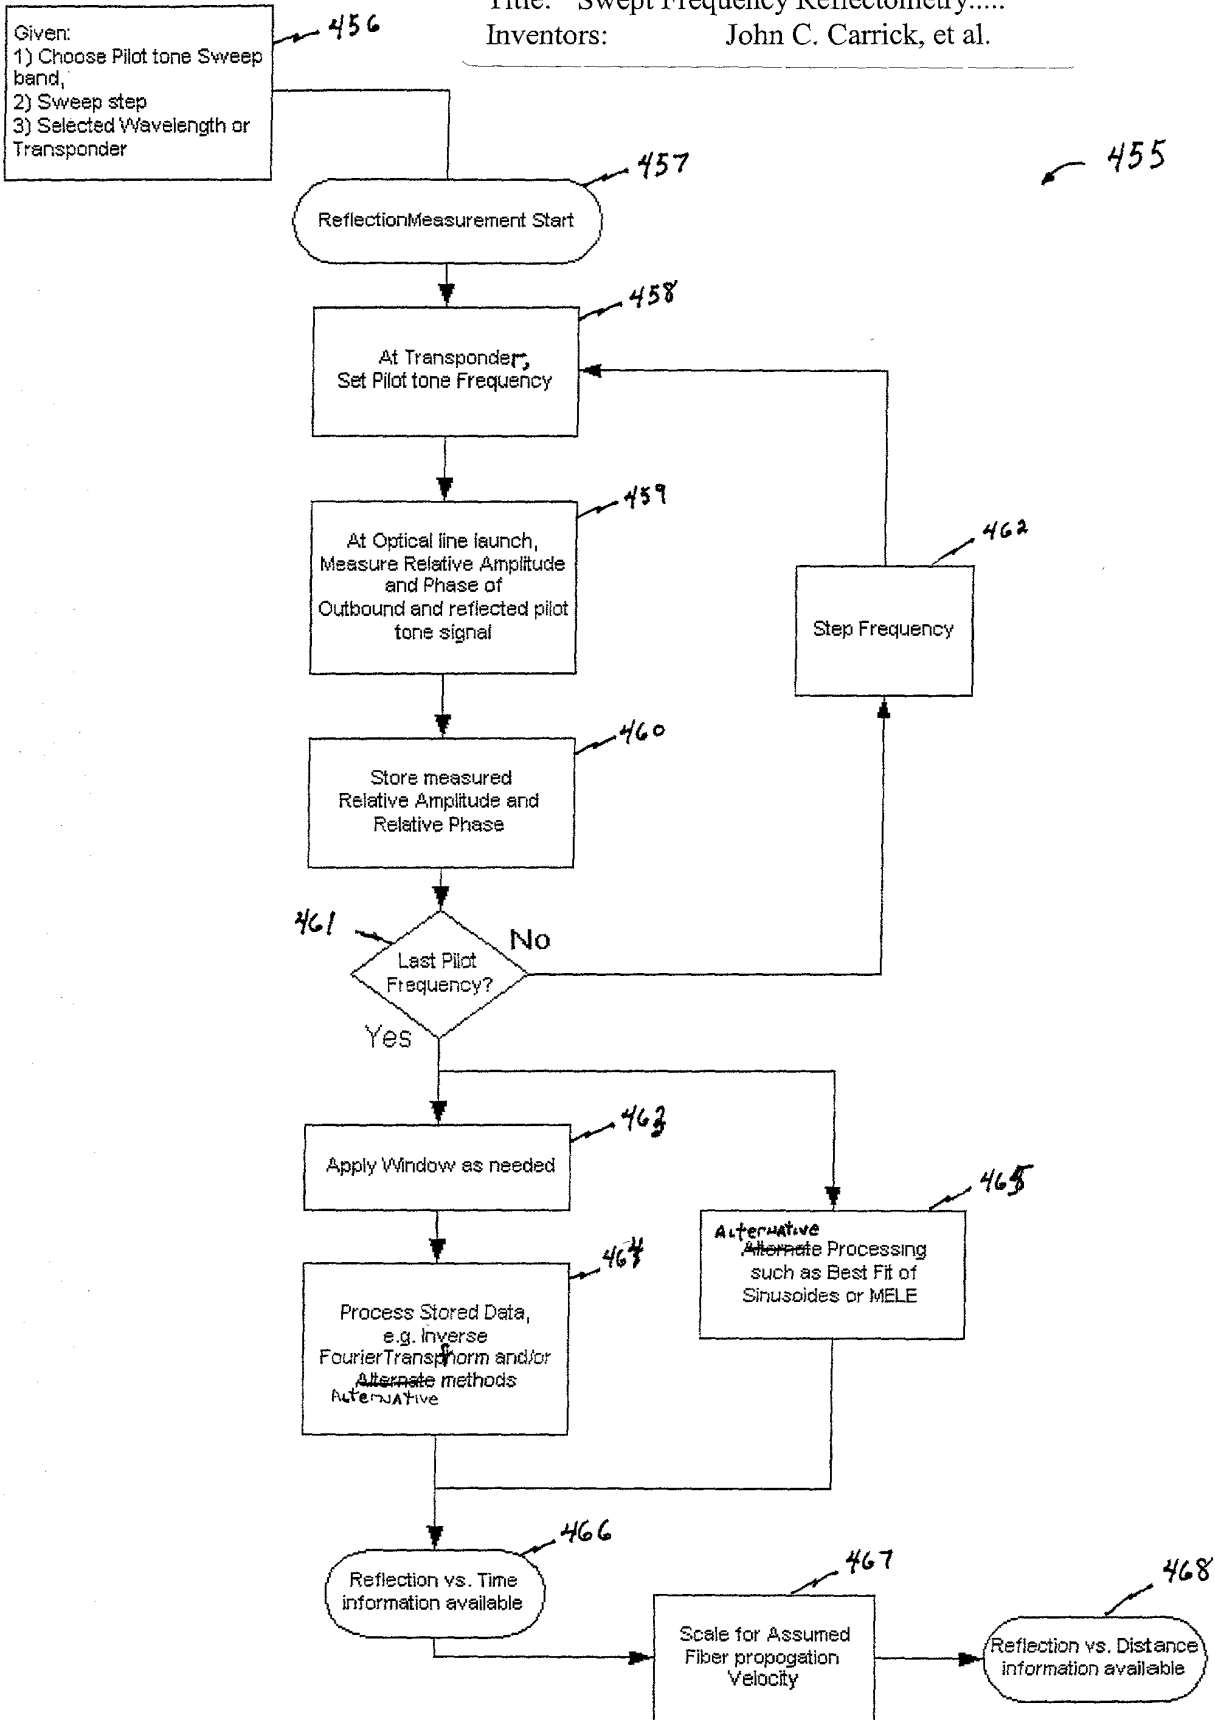 Title: Swept Frequency Reflectometry.....
Inventors: John C. Carrick, et al.
Given:
1) Choose Pilot tone Sweep
band,
2) Sweep step
3) Selected Wavelength or
Transponder
456
455
457
ReflectionMeasurement Start
458
At Transponder,
Set Pilot tone Frequency
459
At Optical line launch,
Measure Relative Amplitude
and Phase of
Outbound and reflected pilot
tone signal
462
Step Frequency
460
Store measured
Relative Amplitude and
Relative Phase
461
Last Pilot
Frequency?
No
Yes
463
Apply Window as needed
465
Alternative
Alternate Processing
such as Best Fit of
Sinusoides or MELE
464
Process Stored Data,
e.g. Inverse
FourierTransform and/or
Alternate methods
Alternative
466
Reflection vs. Time
information available
467
Scale for Assumed
Fiber propogation
Velocity
468
Reflection vs. Distance
information available